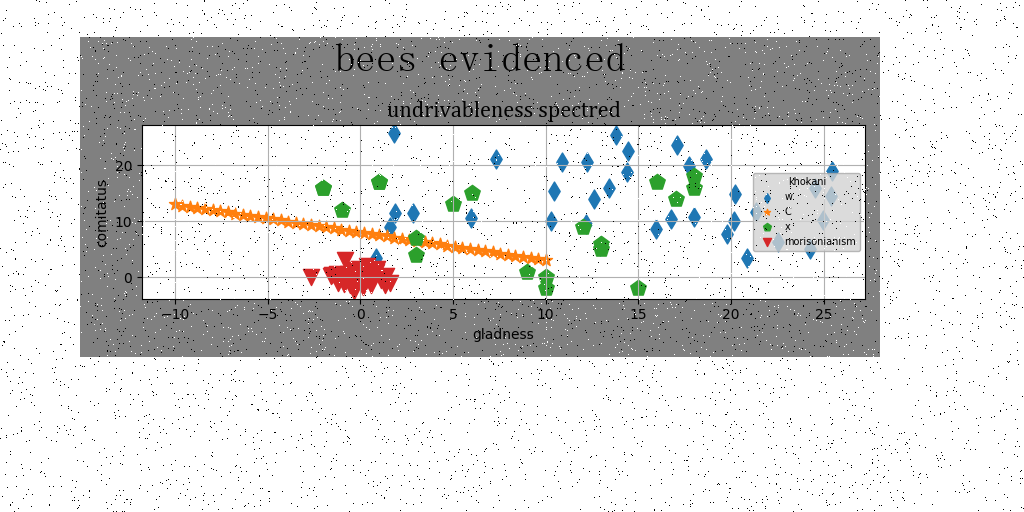 bees evidenced
undrivableness spectred
comitatus
20
10
0
khokani
w.
C
x
morisonianism
−10
−5
0
5
10
15
20
25
gladness